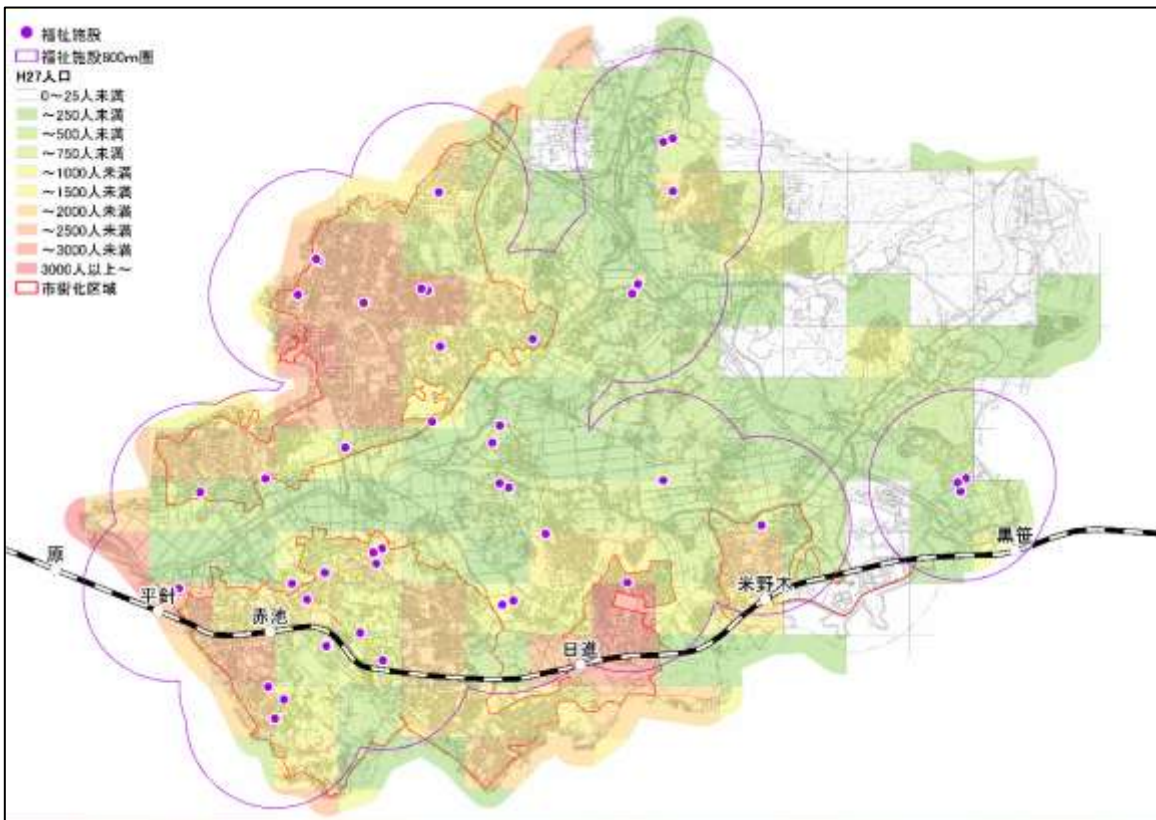 福祉施設
福祉施設800m圏
H27人口
0～25人未満
～250人未満
～500人未満
～750人未満
～1000人未満
～1500人未満
～2000人未満
～2500人未満
～3000人未満
3000人以上～
市街化区域
原
平針
赤池
日進
米野木
黒笹